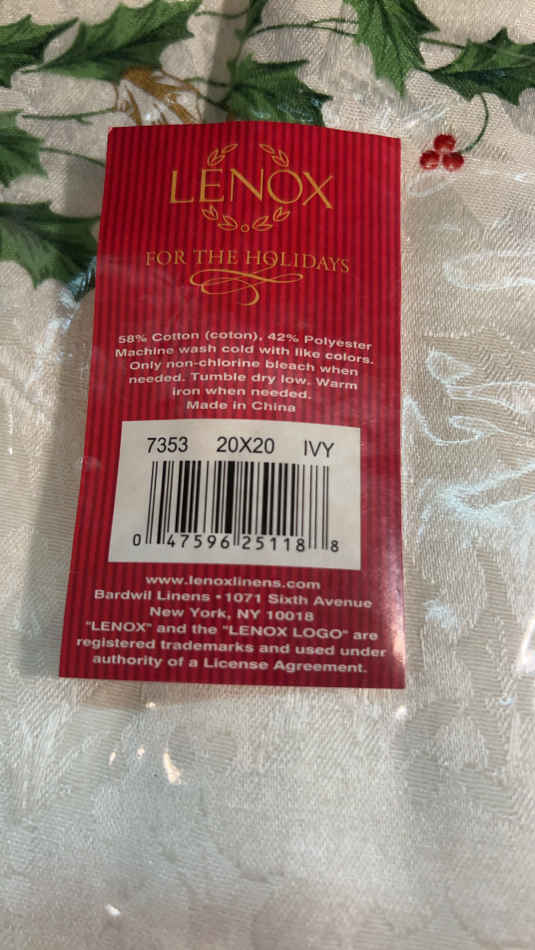 LENOX
FOR THE HOLIDAYS
58% Cotton (coton), 42% Polyester
Machine wash cold with like colors.
Only non-chlorine bleach when
needed. Tumble dry low. Warm
iron when needed.
Made in China
7353 20X20 IVY
0 47596 25118 8
www.lenoxlinens.com
Bardwil Linens • 1071 Sixth Avenue
New York, NY 10018
"LENOX" and the "LENOX LOGO" are
registered trademarks and used under
authority of a License Agreement.